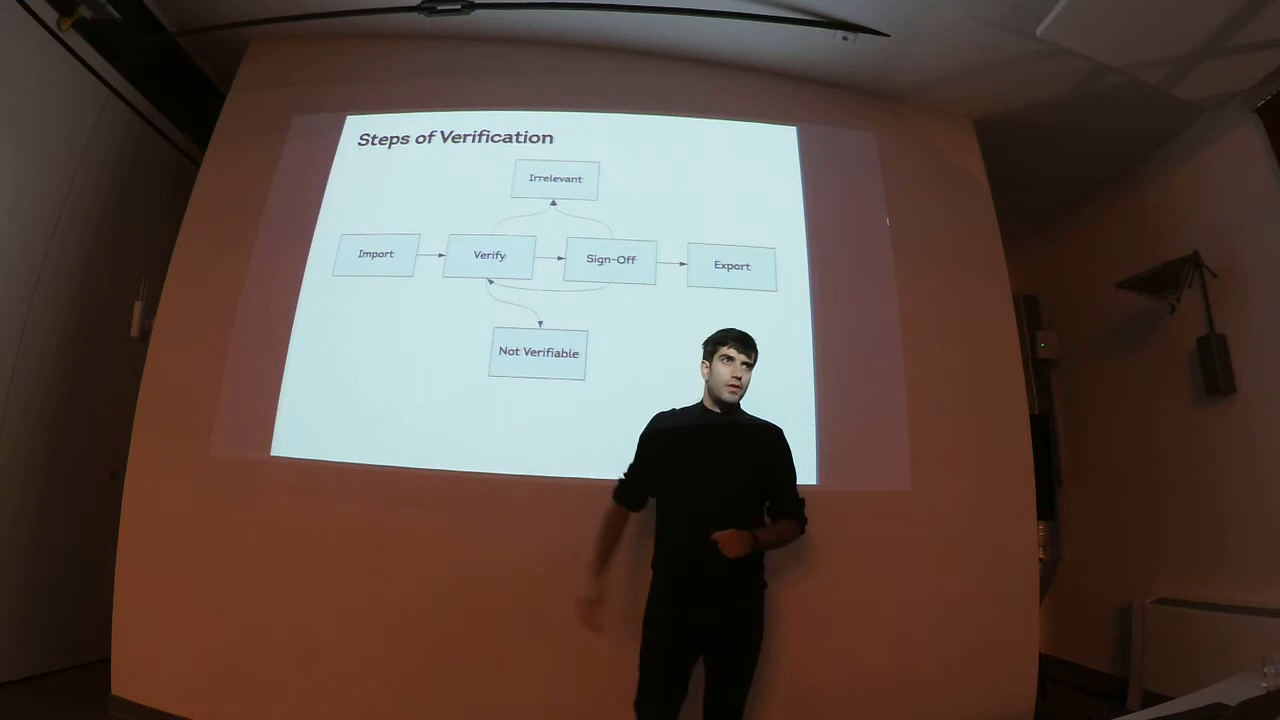 Steps of Verification
Irrelevant
Import
Verify
Sign-Off
Export
Not Verifiable